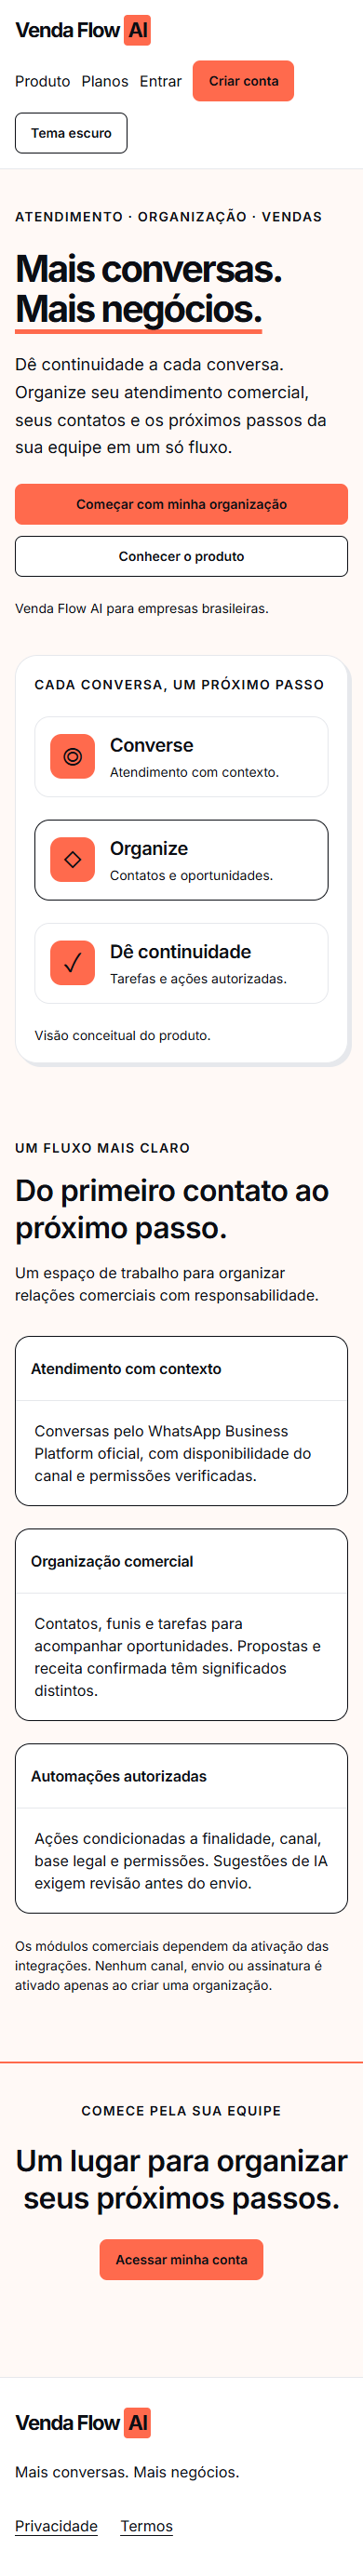 Venda Flow AI
Produto Planos Entrar Criar conta
Tema escuro
ATENDIMENTO · ORGANIZAÇÃO · VENDAS
Mais conversas.
Mais negócios.
Dê continuidade a cada conversa.
Organize seu atendimento comercial,
seus contatos e os próximos passos da
sua equipe em um só fluxo.
Começar com minha organização
Conhecer o produto
Venda Flow AI para empresas brasileiras.
CADA CONVERSA, UM PRÓXIMO PASSO
Converse
Atendimento com contexto.
Organize
Contatos e oportunidades.
Dê continuidade
Tarefas e ações autorizadas.
Visão conceitual do produto.
UM FLUXO MAIS CLARO
Do primeiro contato ao
próximo passo.
Um espaço de trabalho para organizar
relações comerciais com responsabilidade.
Atendimento com contexto
Conversas pelo WhatsApp Business
Platform oficial, com disponibilidade do
canal e permissões verificadas.
Organização comercial
Contatos, funis e tarefas para
acompanhar oportunidades. Propostas e
receita confirmada têm significados
distintos.
Automações autorizadas
Ações condicionadas a finalidade, canal,
base legal e permissões. Sugestões de IA
exigem revisão antes do envio.
Os módulos comerciais dependem da ativação das
integrações. Nenhum canal, envio ou assinatura é
ativado apenas ao criar uma organização.
COMECE PELA SUA EQUIPE
Um lugar para organizar
seus próximos passos.
Acessar minha conta
Venda Flow AI
Mais conversas. Mais negócios.
Privacidade Termos